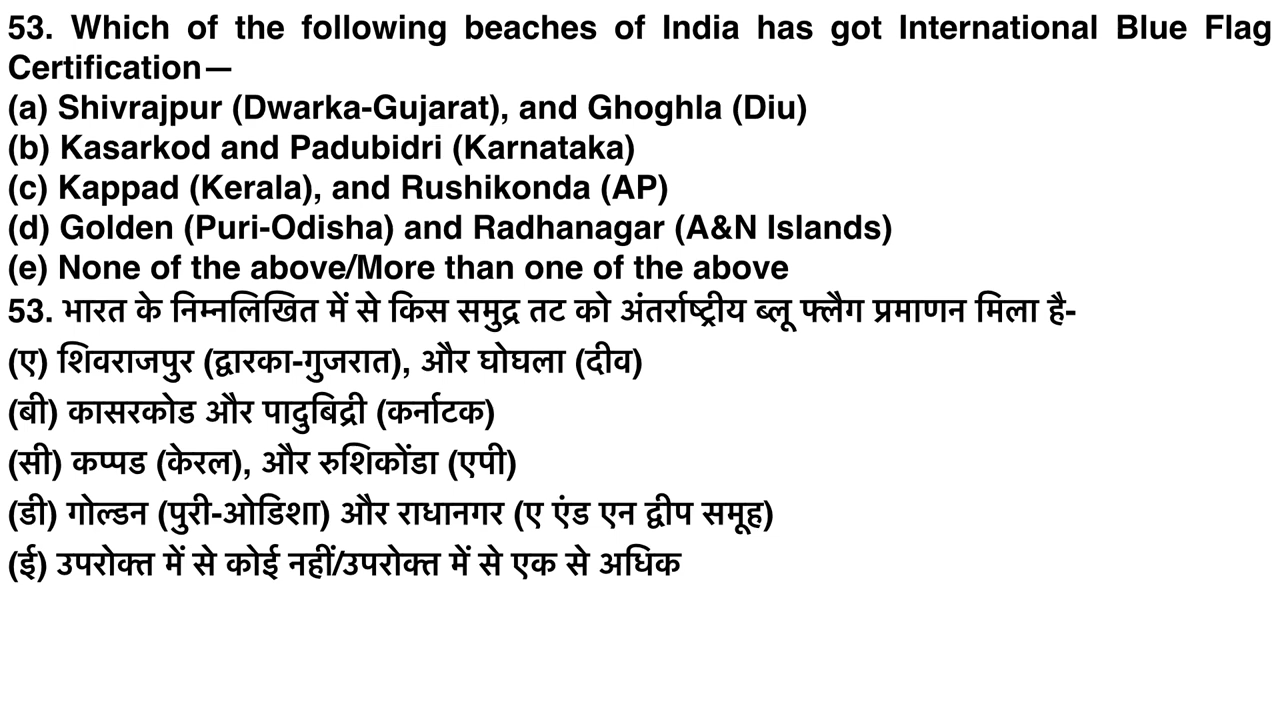 53. Which of the following beaches of India has got International Blue Flag
Certification—
(a) Shivrajpur (Dwarka-Gujarat), and Ghoghla (Diu)
(b) Kasarkod and Padubidri (Karnataka)
(c) Kappad (Kerala), and Rushikonda (AP)
(d) Golden (Puri-Odisha) and Radhanagar (A&N Islands)
(e) None of the above/More than one of the above
53. भारत के निम्नलिखित में से किस समुद्र तट को अंतर्राष्ट्रीय ब्लू फ्लैग प्रमाणन मिला है-
(ए) शिवराजपुर (द्वारका-गुजरात), और घोघला (दीव)
(बी) कासरकोड और पादुबिद्री (कर्नाटक)
(सी) कप्पड (केरल), और रुशिकोंडा (एपी)
(डी) गोल्डन (पुरी-ओडिशा) और राधानगर (ए एंड एन द्वीप समूह)
(ई) उपरोक्त में से कोई नहीं/उपरोक्त में से एक से अधिक